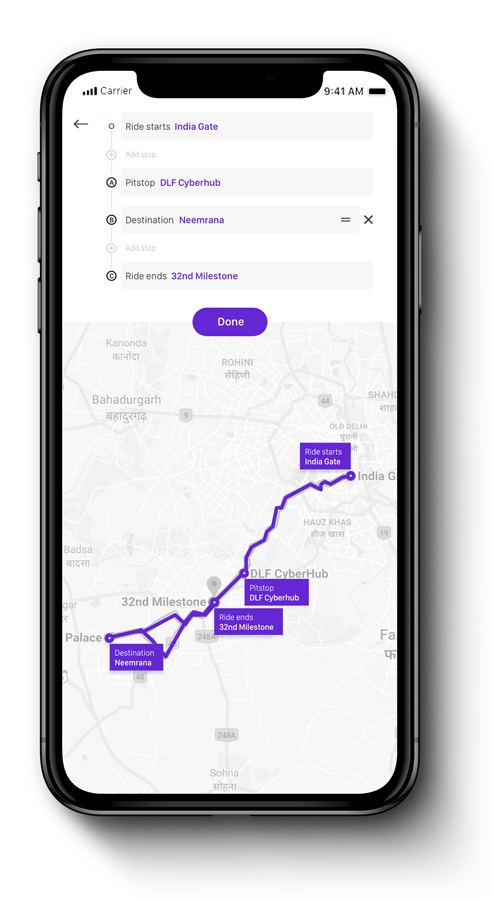 Carrier
9:41 AM
Ride starts India Gate
Add stop
A Pitstop DLF Cyberhub
B Destination Neemrana
Add stop
C Ride ends 32nd Milestone
Done
Kanonda
कानोंदा
ROHINI
रोहिणी
Bahadurgarh
बहादुरगढ़
9
44
SHAHD
शाहद
OLD DELHI
पुरानी
Ride starts
India Gate
India Ga
HAUZ KHAS
हौज खास
19
Badsa
बादसा
DLF CyberHub
Pitstop
DLF Cyberhub
32nd Milestone
Ride ends
32nd Milestone
248A
Palace
Destination
Neemrana
48
Fa
फ
248A
Sohna
सोहना